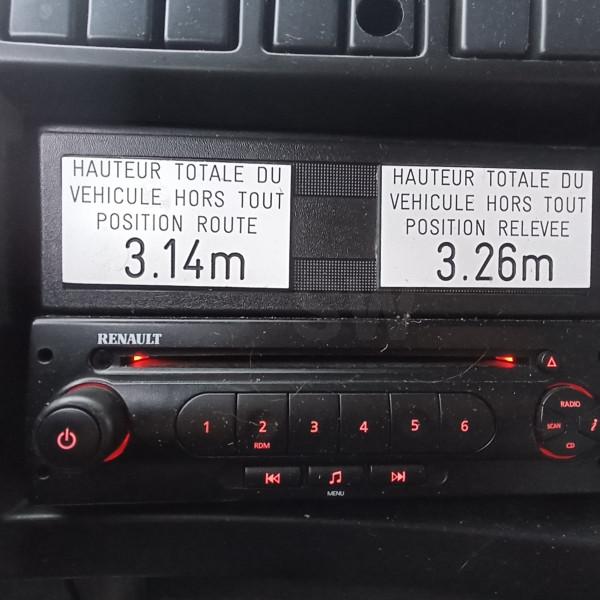 HAUTEUR TOTALE DU
VEHICULE HORS TOUT
POSITION ROUTE
3.14m
HAUTEUR TOTALE DU
VEHICULE HORS TOUT
POSITION RELEVEE
3.26m
RENAULT
1 2 3 4 5 6
RDM
RADIO
SCAN
CD
MENU